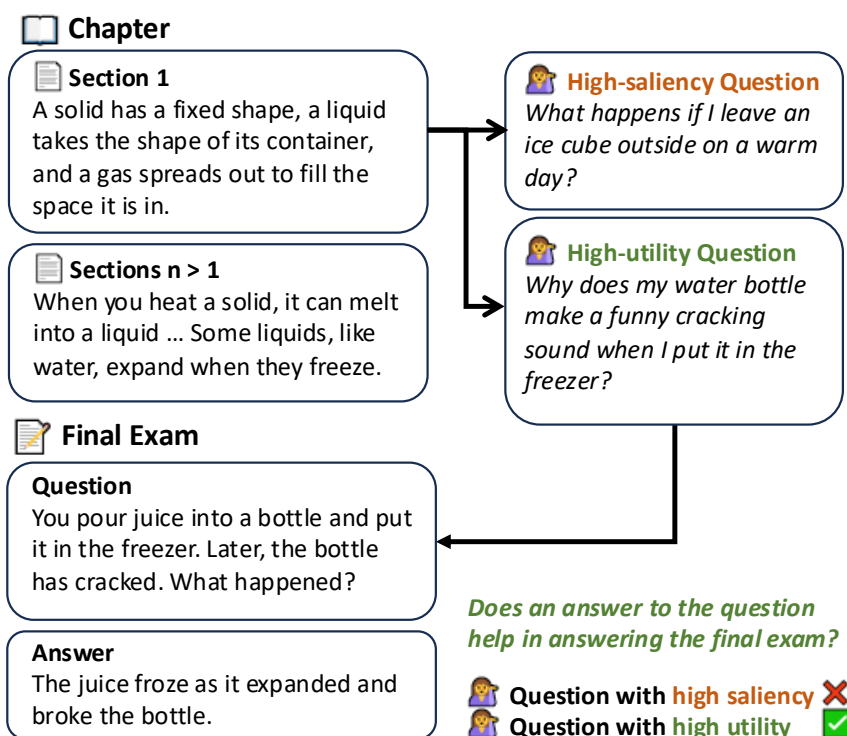 Chapter
Section 1
A solid has a fixed shape, a liquid
takes the shape of its container,
and a gas spreads out to fill the
space it is in.
Sections n > 1
When you heat a solid, it can melt
into a liquid ... Some liquids, like
water, expand when they freeze.
High-saliency Question
What happens if I leave an
ice cube outside on a warm
day?
High-utility Question
Why does my water bottle
make a funny cracking
sound when I put it in the
freezer?
Final Exam
Question
You pour juice into a bottle and put
it in the freezer. Later, the bottle
has cracked. What happened?
Answer
The juice froze as it expanded and
broke the bottle.
Does an answer to the question
help in answering the final exam?
Question with high saliency
Question with high utility